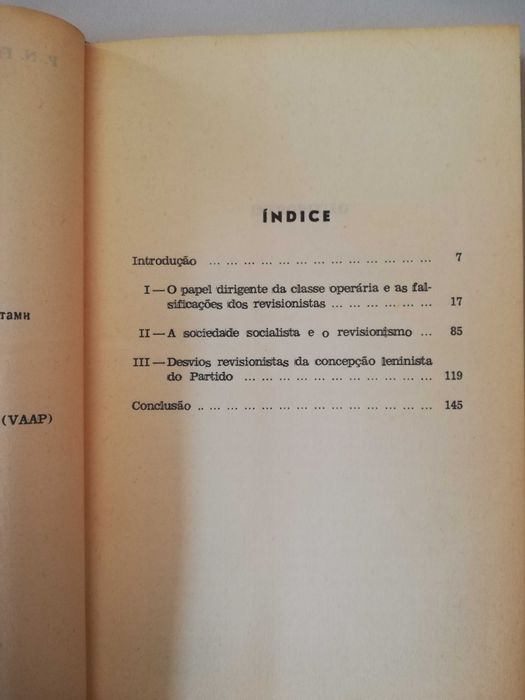 P. N. F
тами
(VAAP)
ÍNDICE
Introdução ... ... ... ... ... ... ... ... ... ... ... ... ... 7
I — O papel dirigente da classe operária e as fal-
sificações dos revisionistas ... ... ... ... ... ... 17
II — A sociedade socialista e o revisionismo ... 85
III — Desvios revisionistas da concepção leninista
do Partido ... ... ... ... ... ... ... ... ... ... ... 119
Conclusão .. ... ... ... ... ... ... ... ... ... ... ... ... ... 145